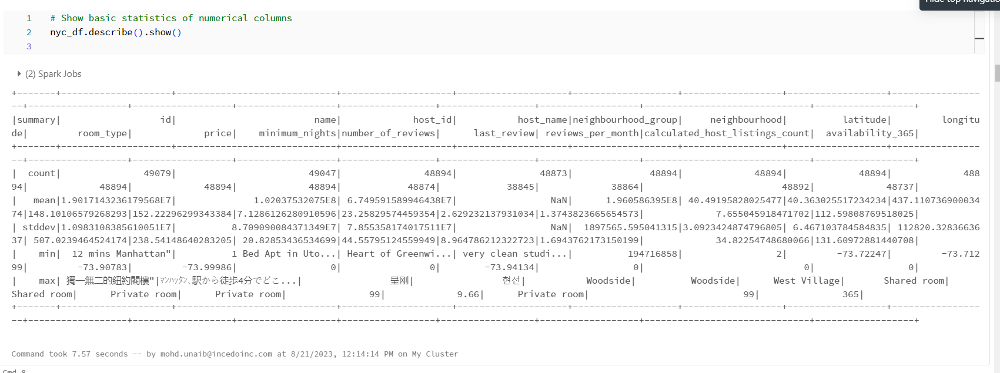 Hide top navigatio
1 # Show basic statistics of numerical columns
2 nyc_df.describe().show()
3
(2) Spark Jobs
+-------+--------------------+-----------------------------+--------------------+--------------------+-------------------+------------------+------------------+----------------
--+------------------+------------------+------------------+-----------------+-----------------+------------------+------------------------------+------------------+
|summary| id| name| host_id| host_name|neighbourhood_group| neighbourhood| latitude| longitu
de| room_type| price| minimum_nights|number_of_reviews| last_review| reviews_per_month|calculated_host_listings_count| availability_365|
+-------+--------------------+-----------------------------+--------------------+--------------------+-------------------+------------------+------------------+----------------
--+------------------+------------------+------------------+-----------------+-----------------+------------------+------------------------------+------------------+
| count| 49079| 49047| 48894| 48873| 48894| 48894| 48894| 488
94| 48894| 48894| 48894| 48874| 38845| 38864| 48892| 48737|
| mean|1.9017143236179568E7| 1.02037532075E8| 6.749591589946438E7| NaN| 1.960586395E8| 40.49195828025477|40.363025517234234|437.110736900034
74|148.10106579268293|152.22296299343384|7.1286126280910596|23.25829574459354|2.629232137931034|1.3743823665654573| 7.655045918471702|112.59808769518025|
| stddev|1.0983108385610051E7| 8.709090084371349E7| 7.855358174017511E7| NaN| 1897565.595041315|3.0923424874796805| 6.467103784584835| 112820.32836636
37| 507.0239464524174|238.54148640283205| 20.82853436534699|44.55795124559949|8.964786212322723|1.6943762173150199| 34.82254748680066|131.60972881440708|
| min| 12 mins Manhattan"| 1 Bed Apt in Uto...| Heart of Greenwi...| very clean studi...| 194716858| 2| -73.72247| -73.712
99| -73.90783| -73.99986| 0| 0| -73.94134| 0| 0| 0|
| max| 獨一無二的紐約閣樓"|ﾏﾝﾊｯﾀﾝ､駅から徒歩4分でどこ...| 呈刚| 현선| Woodside| Woodside| West Village| Shared room|
Shared room| Private room| Private room| 99| 9.66| Private room| 99| 365|
+-------+--------------------+-----------------------------+--------------------+--------------------+-------------------+------------------+------------------+----------------
--+------------------+------------------+------------------+-----------------+-----------------+------------------+------------------------------+------------------+
Command took 7.57 seconds -- by mohd.unaib@incedoinc.com at 8/21/2023, 12:14:14 PM on My Cluster
Cmd 8